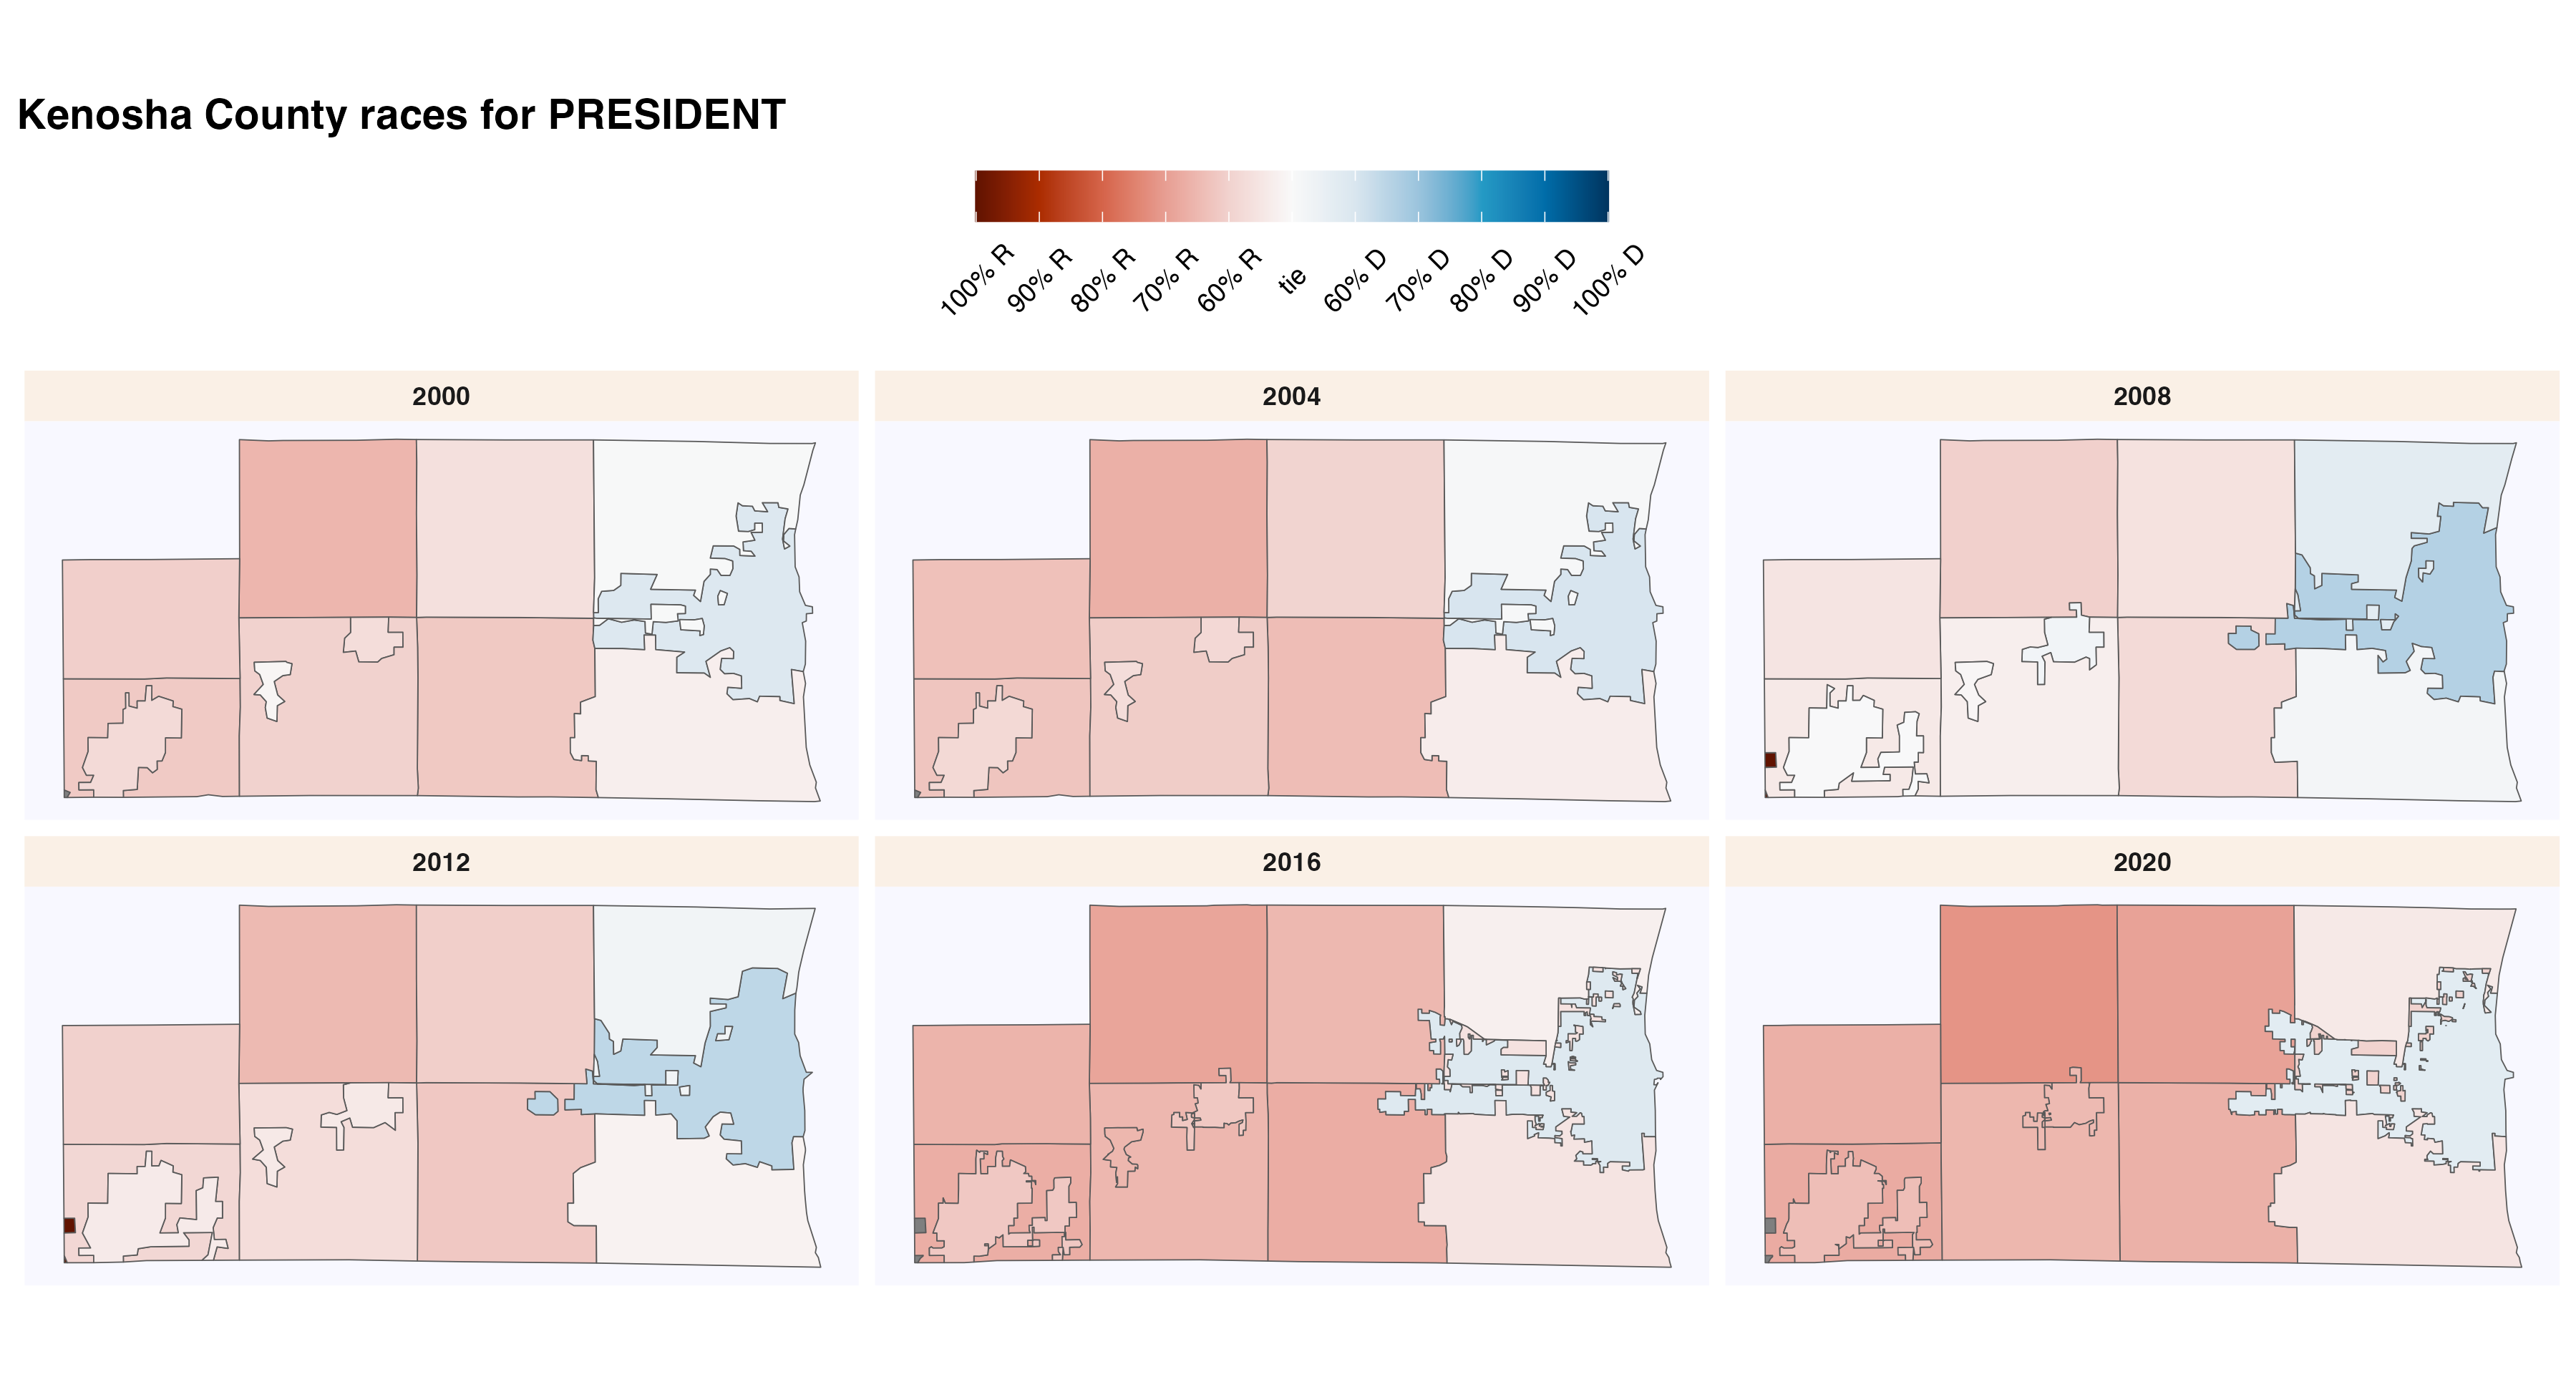 Kenosha County races for PRESIDENT
100% R
90% R
80% R
70% R
60% R
tie
60% D
70% D
80% D
90% D
100% D
2000
2004
2008
2012
2016
2020